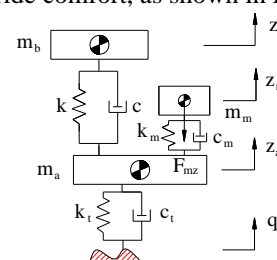 ride comfort, as shown in
z
m_b
k c
z
m_m
k_m c_m
z
m_a F_mz
k_t c_t
q